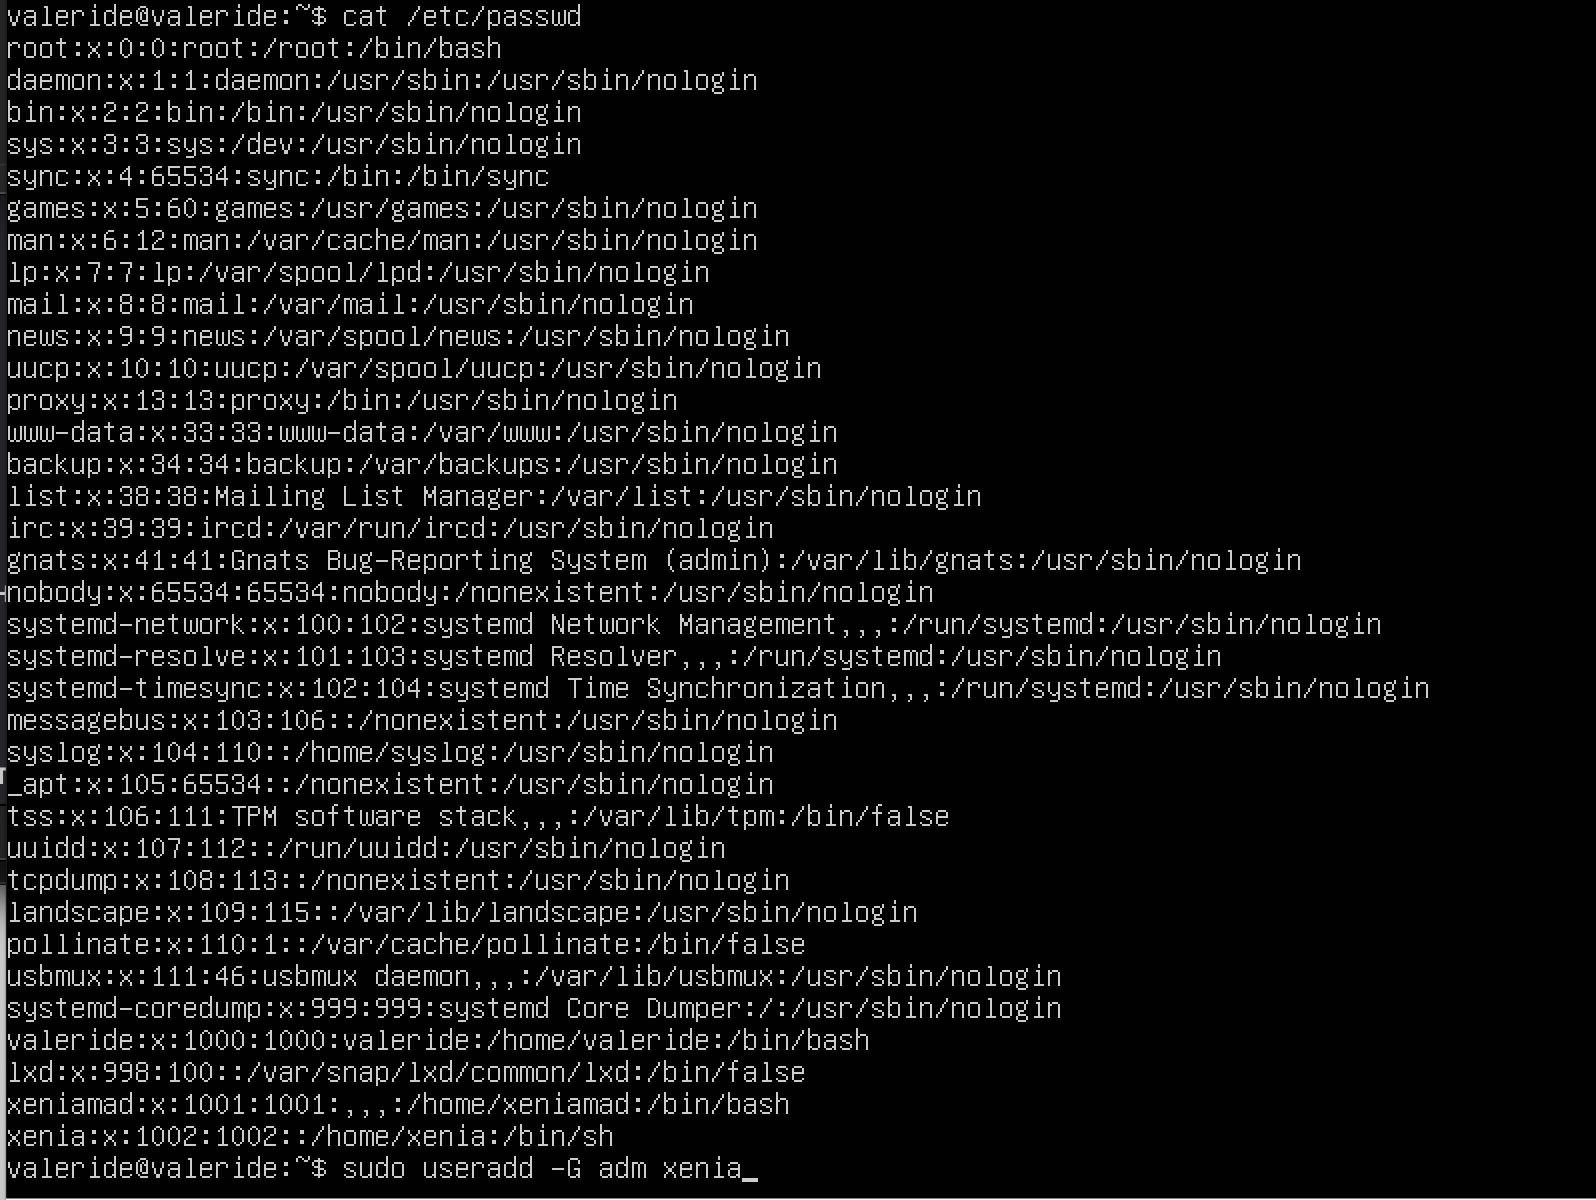 valeride@valeride:~$ cat /etc/passwd
root:x:0:0:root:/root:/bin/bash
daemon:x:1:1:daemon:/usr/sbin:/usr/sbin/nologin
bin:x:2:2:bin:/bin:/usr/sbin/nologin
sys:x:3:3:sys:/dev:/usr/sbin/nologin
sync:x:4:65534:sync:/bin:/bin/sync
games:x:5:60:games:/usr/games:/usr/sbin/nologin
man:x:6:12:man:/var/cache/man:/usr/sbin/nologin
lp:x:7:7:lp:/var/spool/lpd:/usr/sbin/nologin
mail:x:8:8:mail:/var/mail:/usr/sbin/nologin
news:x:9:9:news:/var/spool/news:/usr/sbin/nologin
uucp:x:10:10:uucp:/var/spool/uucp:/usr/sbin/nologin
proxy:x:13:13:proxy:/bin:/usr/sbin/nologin
www-data:x:33:33:www-data:/var/www:/usr/sbin/nologin
backup:x:34:34:backup:/var/backups:/usr/sbin/nologin
list:x:38:38:Mailing List Manager:/var/list:/usr/sbin/nologin
irc:x:39:39:ircd:/var/run/ircd:/usr/sbin/nologin
gnats:x:41:41:Gnats Bug-Reporting System (admin):/var/lib/gnats:/usr/sbin/nologin
nobody:x:65534:65534:nobody:/nonexistent:/usr/sbin/nologin
systemd-network:x:100:102:systemd Network Management,,,:/run/systemd:/usr/sbin/nologin
systemd-resolve:x:101:103:systemd Resolver,,,:/run/systemd:/usr/sbin/nologin
systemd-timesync:x:102:104:systemd Time Synchronization,,,:/run/systemd:/usr/sbin/nologin
messagebus:x:103:106::/nonexistent:/usr/sbin/nologin
syslog:x:104:110::/home/syslog:/usr/sbin/nologin
_apt:x:105:65534::/nonexistent:/usr/sbin/nologin
tss:x:106:111:TPM software stack,,,:/var/lib/tpm:/bin/false
uuidd:x:107:112::/run/uuidd:/usr/sbin/nologin
tcpdump:x:108:113::/nonexistent:/usr/sbin/nologin
landscape:x:109:115::/var/lib/landscape:/usr/sbin/nologin
pollinate:x:110:1::/var/cache/pollinate:/bin/false
usbmux:x:111:46:usbmux daemon,,,:/var/lib/usbmux:/usr/sbin/nologin
systemd-coredump:x:999:999:systemd Core Dumper:/:/usr/sbin/nologin
valeride:x:1000:1000:valeride:/home/valeride:/bin/bash
lxd:x:998:100::/var/snap/lxd/common/lxd:/bin/false
xeniamad:x:1001:1001:,,,:/home/xeniamad:/bin/bash
xenia:x:1002:1002::/home/xenia:/bin/sh
valeride@valeride:~$ sudo useradd -G adm xenia_